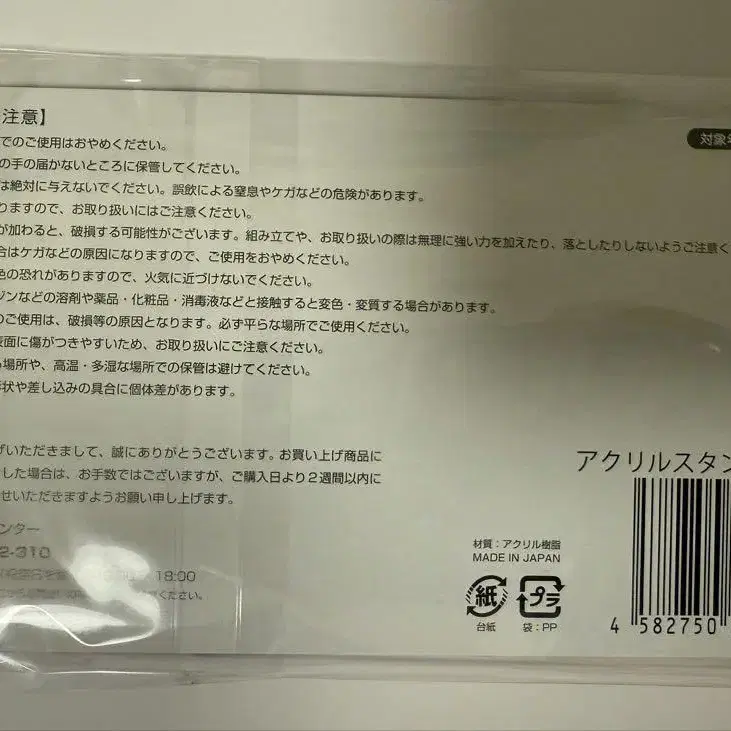 注意】
でのご使用はおやめください。
の手の届かないところに保管してください。
は絶対に与えないでください。誤飲による窒息やケガなどの危険があります。
りますので、お取り扱いにはご注意ください。
が加わると、破損する可能性がございます。組み立てや、お取り扱いの際は無理に強い力を加えたり、落としたりしないようご注意く
合はケガなどの原因になりますので、ご使用をおやめください。
色の恐れがありますので、火気に近づけないでください。
ジンなどの溶剤や薬品・化粧品・消毒液などと接触すると変色・変質する場合があります。
のご使用は、破損等の原因となります。必ず平らな場所でご使用ください。
表面に傷がつきやすいため、お取り扱いにご注意ください。
る場所や、高温・多湿な場所での保管は避けてください。
形状や差し込みの具合に個体差があります。
対象年
げいただきまして、誠にありがとうございます。お買い上げ商品に
した場合は、お手数ではございますが、ご購入日より2週間以内に
せいただきますようお願い申し上げます。
ンター
2-310
18:00
ください。
アクリルスタン
材質：アクリル樹脂
MADE IN JAPAN
紙
プラ
台紙
袋：PP
4 582750